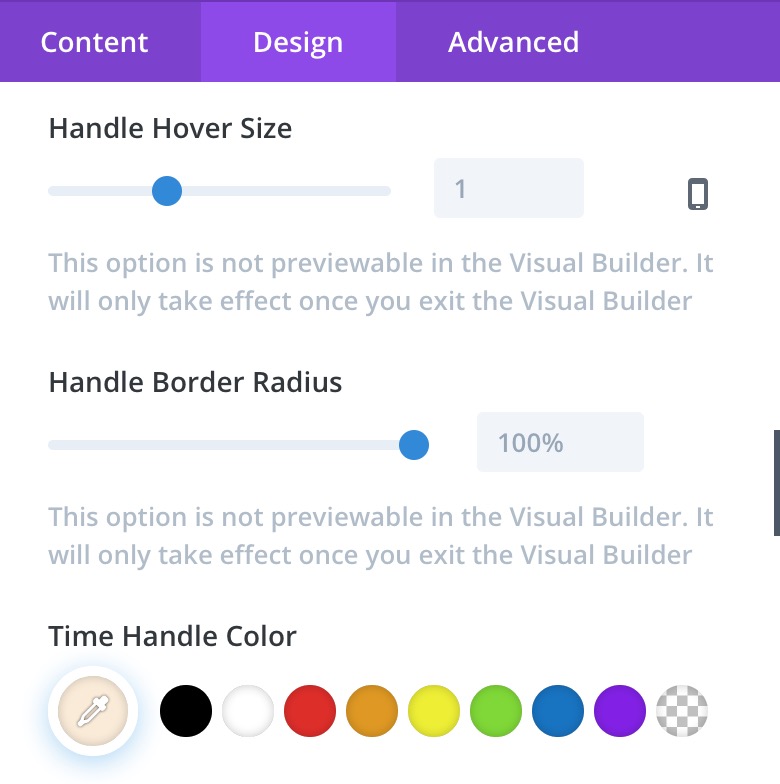 Content Design Advanced
Handle Hover Size
1
This option is not previewable in the Visual Builder. It
will only take effect once you exit the Visual Builder
Handle Border Radius
100%
This option is not previewable in the Visual Builder. It
will only take effect once you exit the Visual Builder
Time Handle Color